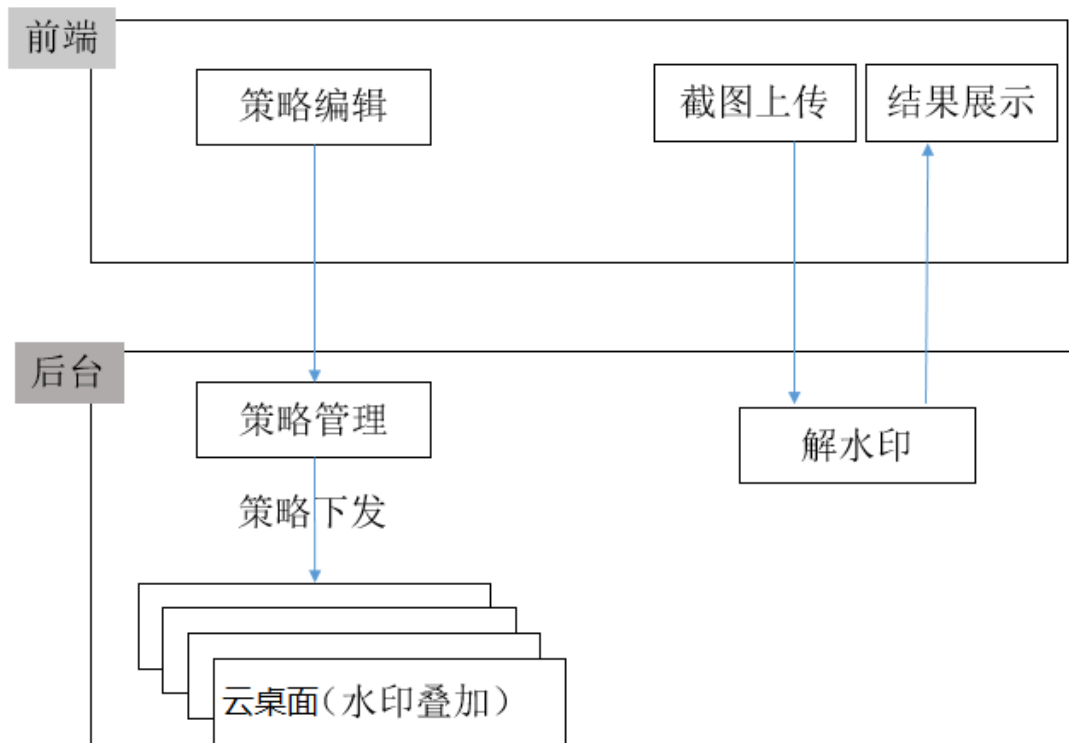 前端
策略编辑
截图上传
结果展示
后台
策略管理
解水印
策略下发
云桌面（水印叠加）